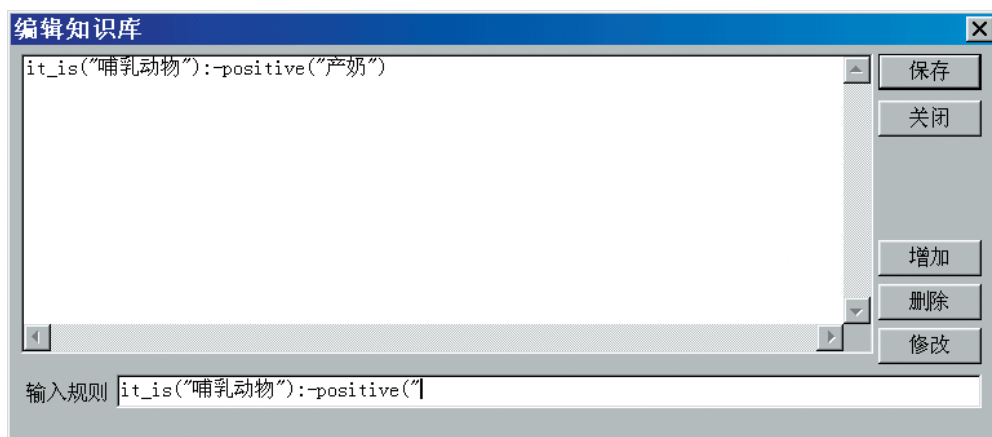 编辑知识库
it_is("哺乳动物"):-positive("产奶")
保存
关闭
增加
删除
修改
输入规则 it_is("哺乳动物"):-positive("